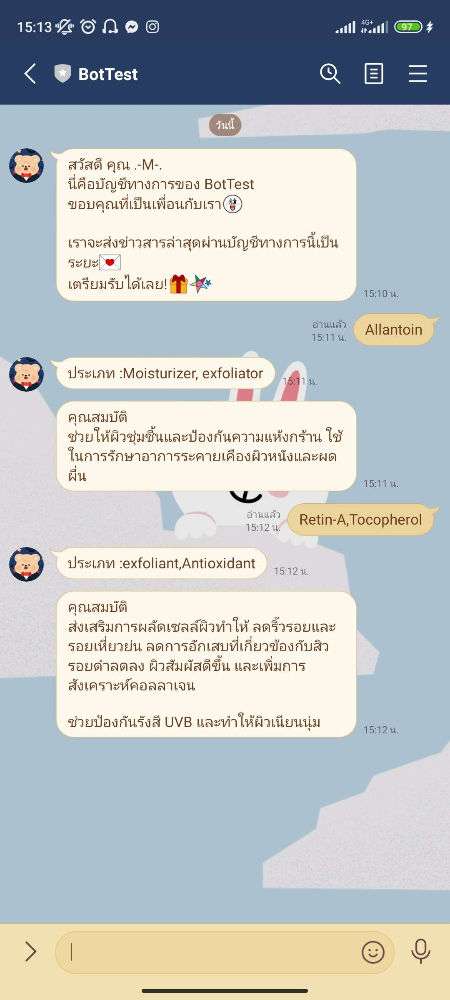 15:13
4G+
97
BotTest
วันนี้
สวัสดี คุณ .-M-.
นี่คือบัญชีทางการของ BotTest
ขอบคุณที่เป็นเพื่อนกับเรา
เราจะส่งข่าวสารล่าสุดผ่านบัญชีทางการนี้เป็น
ระยะ
เตรียมรับได้เลย!
15:10 น.
อ่านแล้ว
15:11 น.
Allantoin
ประเภท :Moisturizer, exfoliator
15:11 น.
คุณสมบัติ
ช่วยให้ผิวชุ่มชื้นและป้องกันความแห้งกร้าน ใช้
ในการรักษาอาการระคายเคืองผิวหนังและผด
ผื่น
15:11 น.
อ่านแล้ว
15:12 น.
Retin-A,Tocopherol
ประเภท :exfoliant,Antioxidant
15:12 น.
คุณสมบัติ
ส่งเสริมการผลัดเซลล์ผิวทำให้ ลดริ้วรอยและ
รอยเหี่ยวย่น ลดการอักเสบที่เกี่ยวข้องกับสิว
รอยดำลดลง ผิวสัมผัสดีขึ้น และเพิ่มการ
สังเคราะห์คอลลาเจน
ช่วยป้องกันรังสี UVB และทำให้ผิวเนียนนุ่ม
15:12 น.